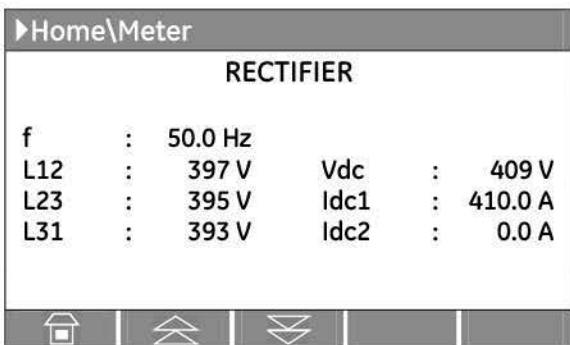 Home\Meter
RECTIFIER
f : 50.0 Hz
L12 : 397 V Vdc : 409 V
L23 : 395 V Idc1 : 410.0 A
L31 : 393 V Idc2 : 0.0 A